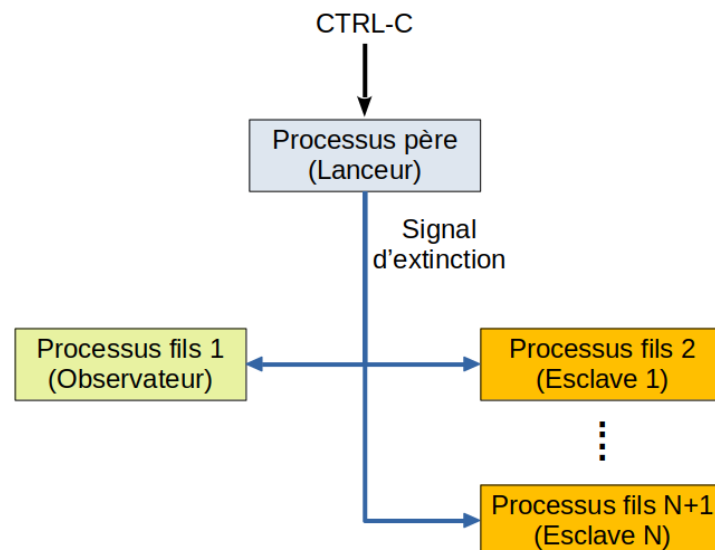 CTRL-C
Processus père
(Lanceur)
Signal
d’extinction
Processus fils 1
(Observateur)
Processus fils 2
(Esclave 1)
Processus fils N+1
(Esclave N)